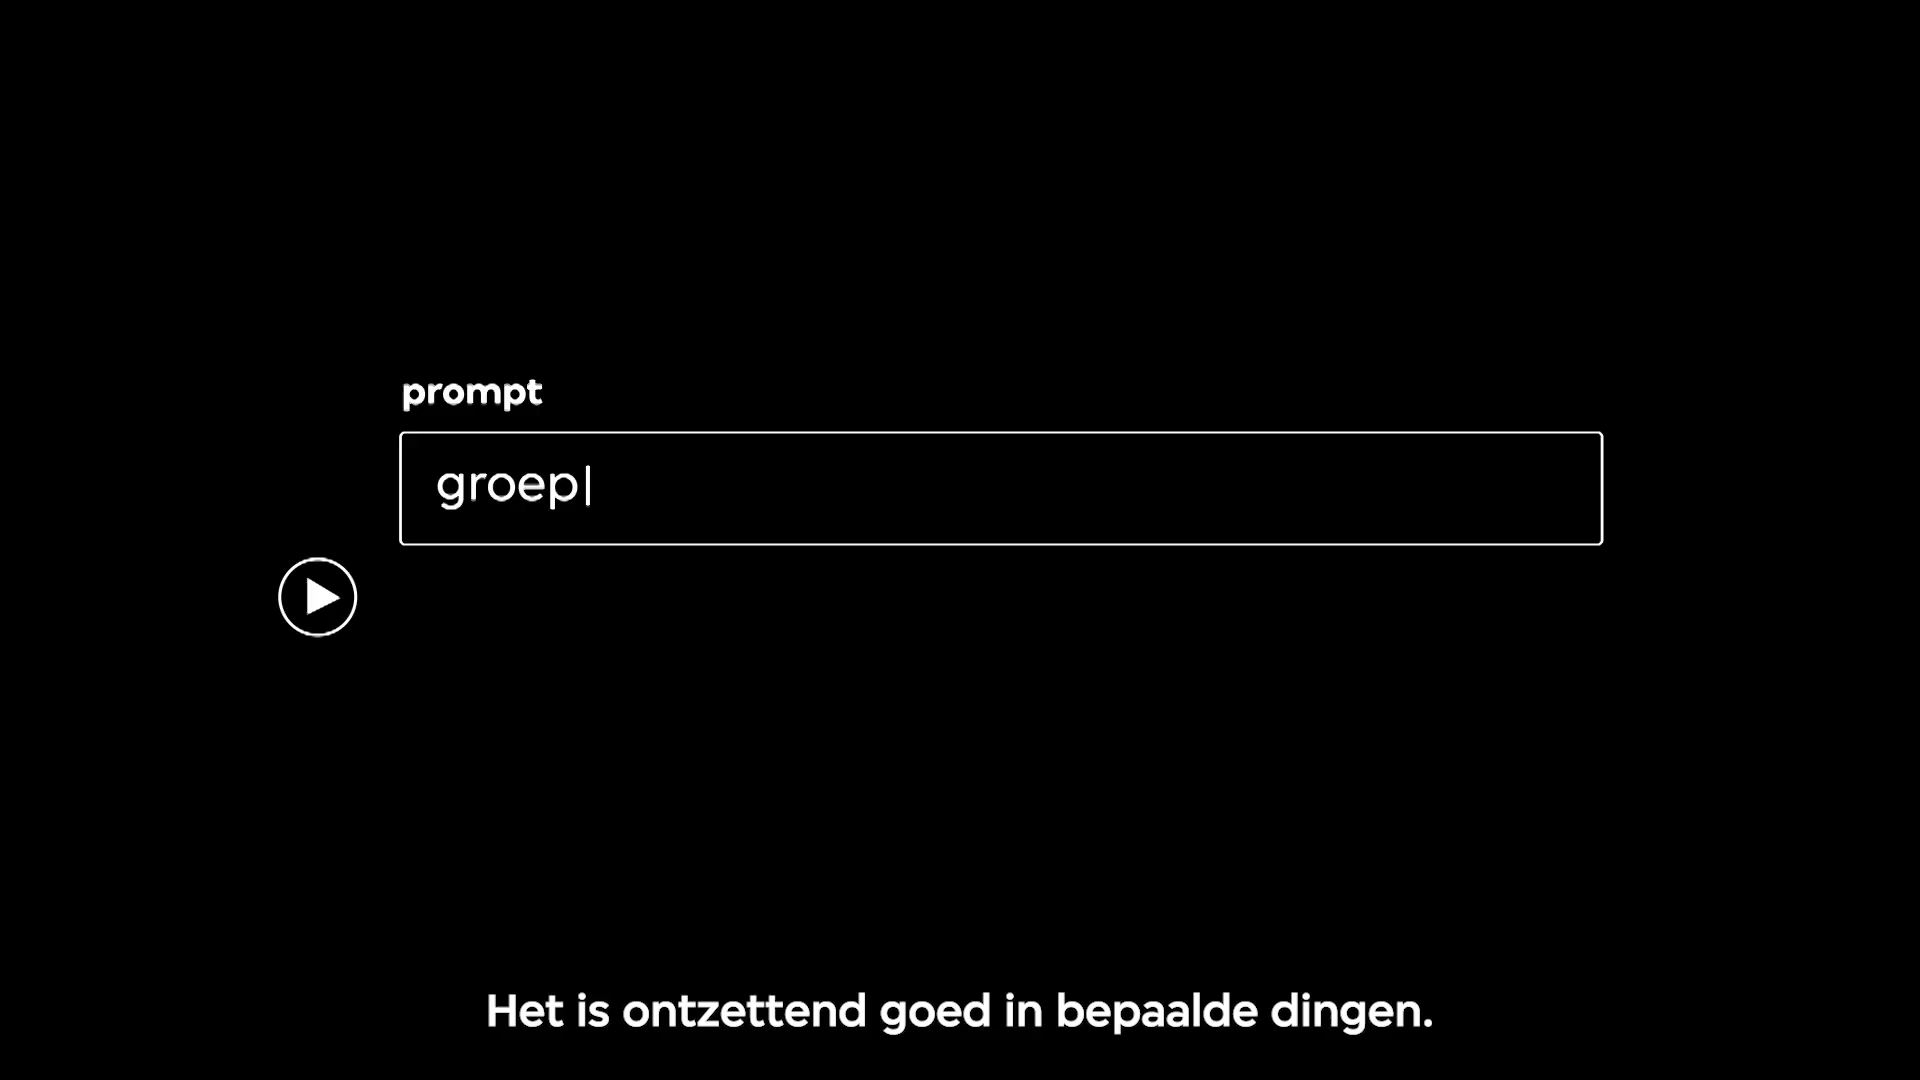 prompt
groep
Het is ontzettend goed in bepaalde dingen.